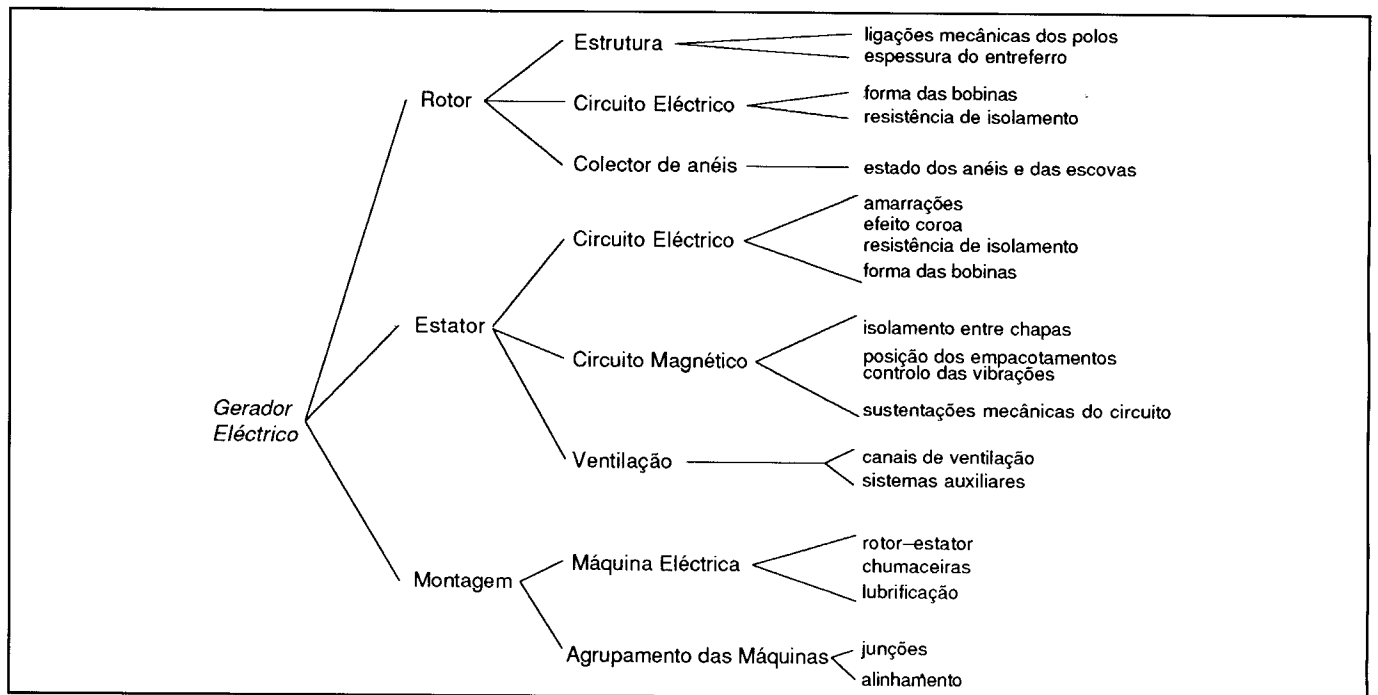 Estrutura
ligações mecânicas dos polos
espessura do entreferro
Rotor
Circuito Eléctrico
forma das bobinas
resistência de isolamento
Colector de anéis
estado dos anéis e das escovas
Estator
Circuito Eléctrico
amarrações
efeito coroa
resistência de isolamento
forma das bobinas
Circuito Magnético
isolamento entre chapas
posição dos empacotamentos
controlo das vibrações
sustentações mecânicas do circuito
Gerador
Eléctrico
Ventilação
canais de ventilação
sistemas auxiliares
Montagem
Máquina Eléctrica
rotor–estator
chumaceiras
lubrificação
Agrupamento das Máquinas
junções
alinhamento